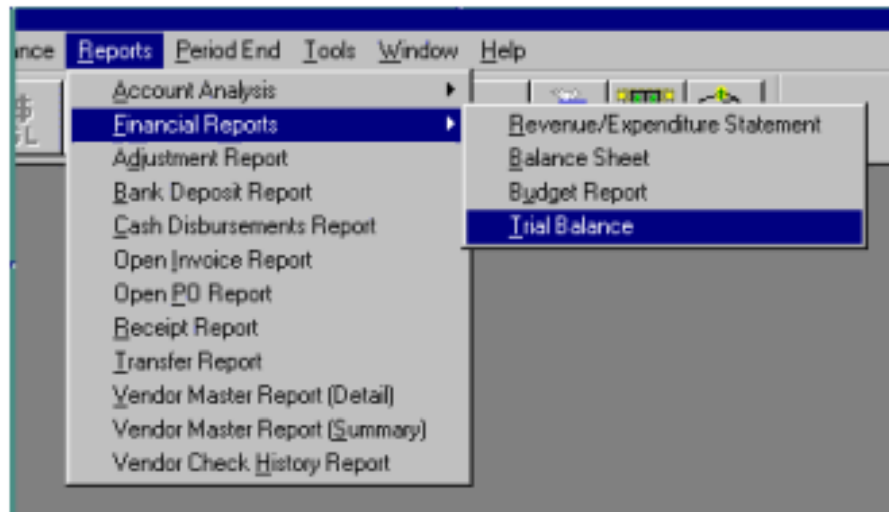 nce Reports Period End Tools Window Help
$
GL
Account Analysis
Financial Reports
Adjustment Report
Bank Deposit Report
Cash Disbursements Report
Open Invoice Report
Open PO Report
Receipt Report
Transfer Report
Vendor Master Report (Detail)
Vendor Master Report (Summary)
Vendor Check History Report
Revenue/Expenditure Statement
Balance Sheet
Budget Report
Trial Balance